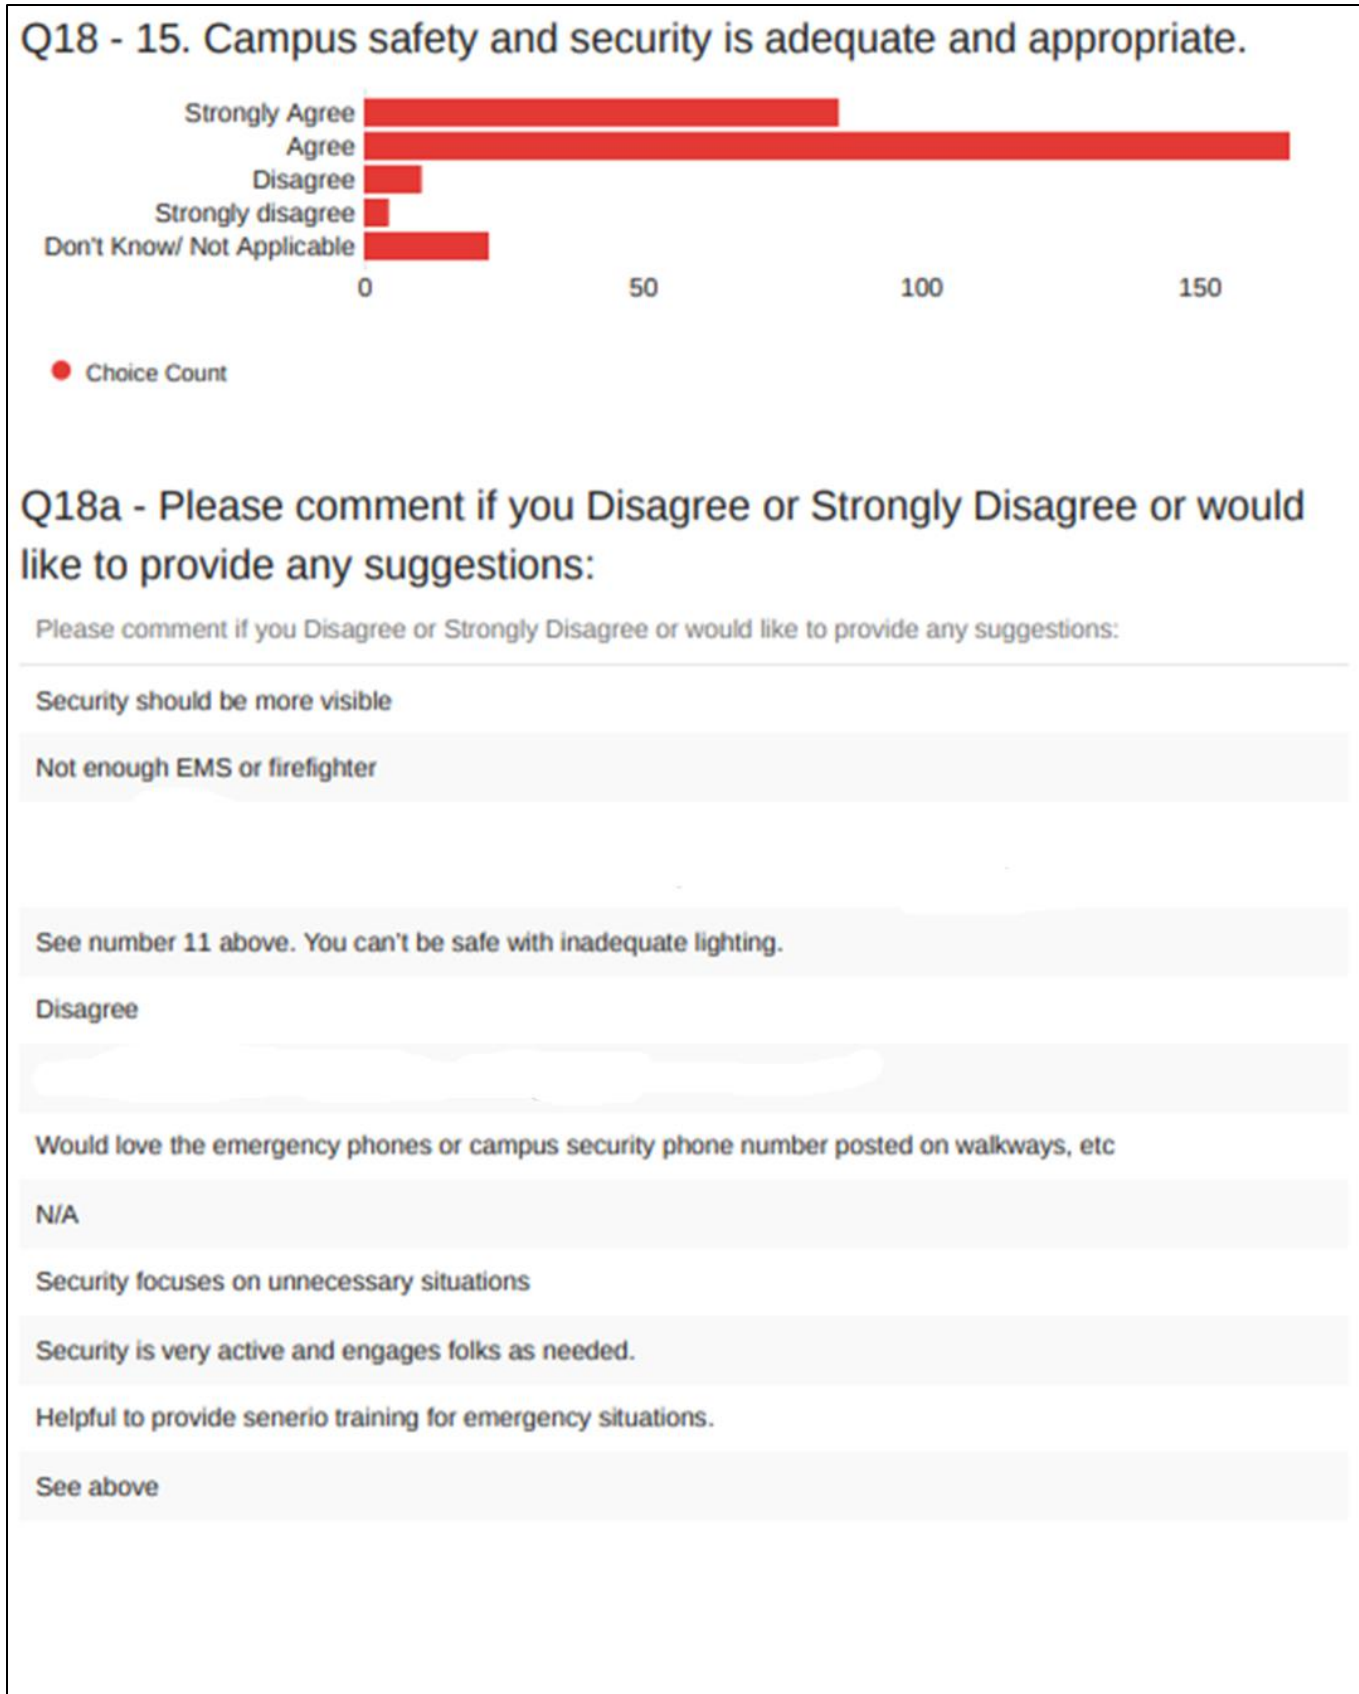 Q18 - 15. Campus safety and security is adequate and appropriate.
Strongly Agree
Agree
Disagree
Strongly disagree
Don't Know/ Not Applicable
0 50 100 150
Choice Count
Q18a - Please comment if you Disagree or Strongly Disagree or would
like to provide any suggestions:
Please comment if you Disagree or Strongly Disagree or would like to provide any suggestions:
Security should be more visible
Not enough EMS or firefighter
See number 11 above. You can't be safe with inadequate lighting.
Disagree
Would love the emergency phones or campus security phone number posted on walkways, etc
N/A
Security focuses on unnecessary situations
Security is very active and engages folks as needed.
Helpful to provide senerio training for emergency situations.
See above